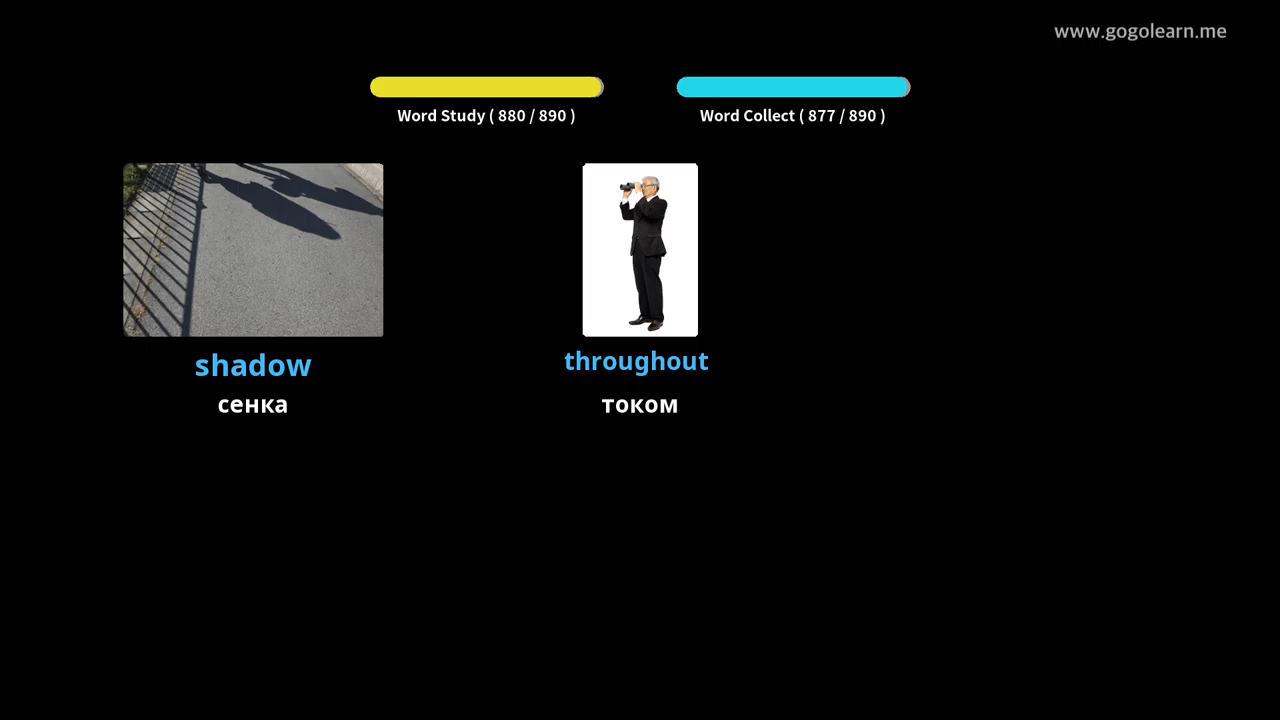 www.gogolearn.me
Word Study ( 880 / 890 )
Word Collect ( 877 / 890 )
shadow
сенка
throughout
током